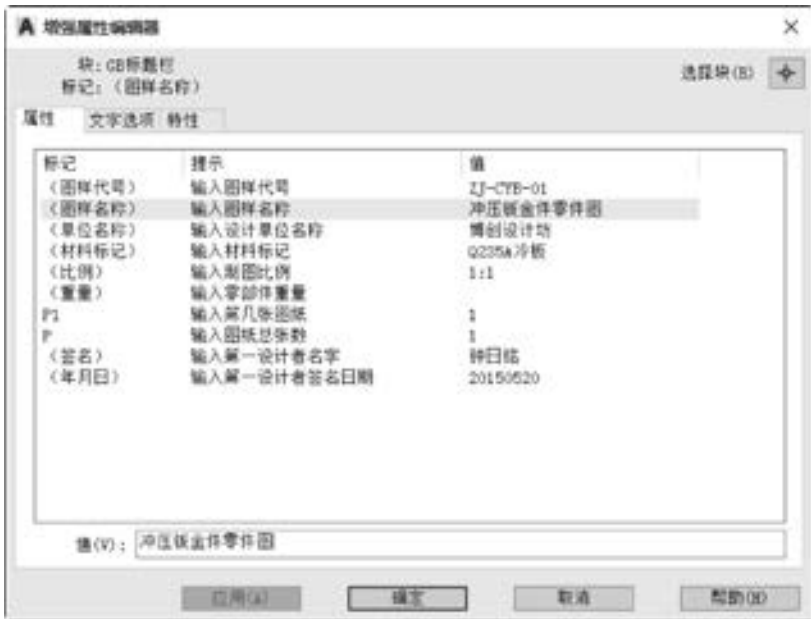 增强属性编辑器
块: GB标题栏
标记: (图样名称)
选择块(B)
属性 文字选项 特性
标记 提示 值
(图样代号) 输入图样代号 ZJ-CYB-01
(图样名称) 输入图样名称 冲压钣金件零件图
(单位名称) 输入设计单位名称 博创设计坊
(材料标记) 输入材料标记 Q235A冷板
(比例) 输入制图比例 1:1
(重量) 输入零部件重量
P1 输入第几张图纸 1
P 输入图纸总张数 1
(签名) 输入第一设计者名字 钟日铭
(年月日) 输入第一设计者签名日期 20150520
值(V): 冲压钣金件零件图
应用(A) 确定 取消 帮助(H)